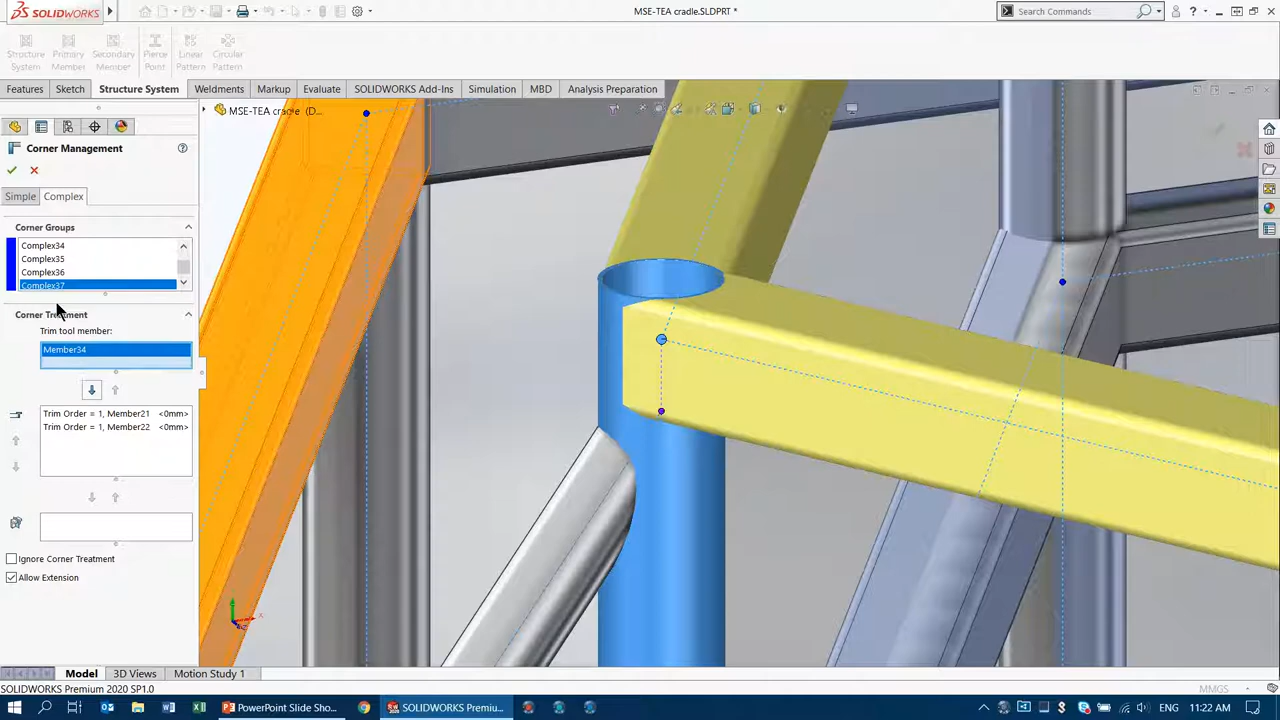 SOLIDWORKS
MSE-TEA cradle.SLDPRT *
Search Commands
Structure System
Primary Member
Secondary Member
Pierce Point
Linear Pattern
Circular Pattern
Features
Sketch
Structure System
Weldments
Markup
Evaluate
SOLIDWORKS Add-Ins
Simulation
MBD
Analysis Preparation
MSE-TEA cradle (D...
Corner Management
Simple
Complex
Corner Groups
Complex34
Complex35
Complex36
Complex37
Corner Treatment
Trim tool member:
Member34
Trim Order = 1, Member21 <0mm>
Trim Order = 1, Member22 <0mm>
Ignore Corner Treatment
Allow Extension
Model
3D Views
Motion Study 1
SOLIDWORKS Premium 2020 SP1.0
MMGS
PowerPoint Slide Sho...
SOLIDWORKS Premiu...
11:22 AM